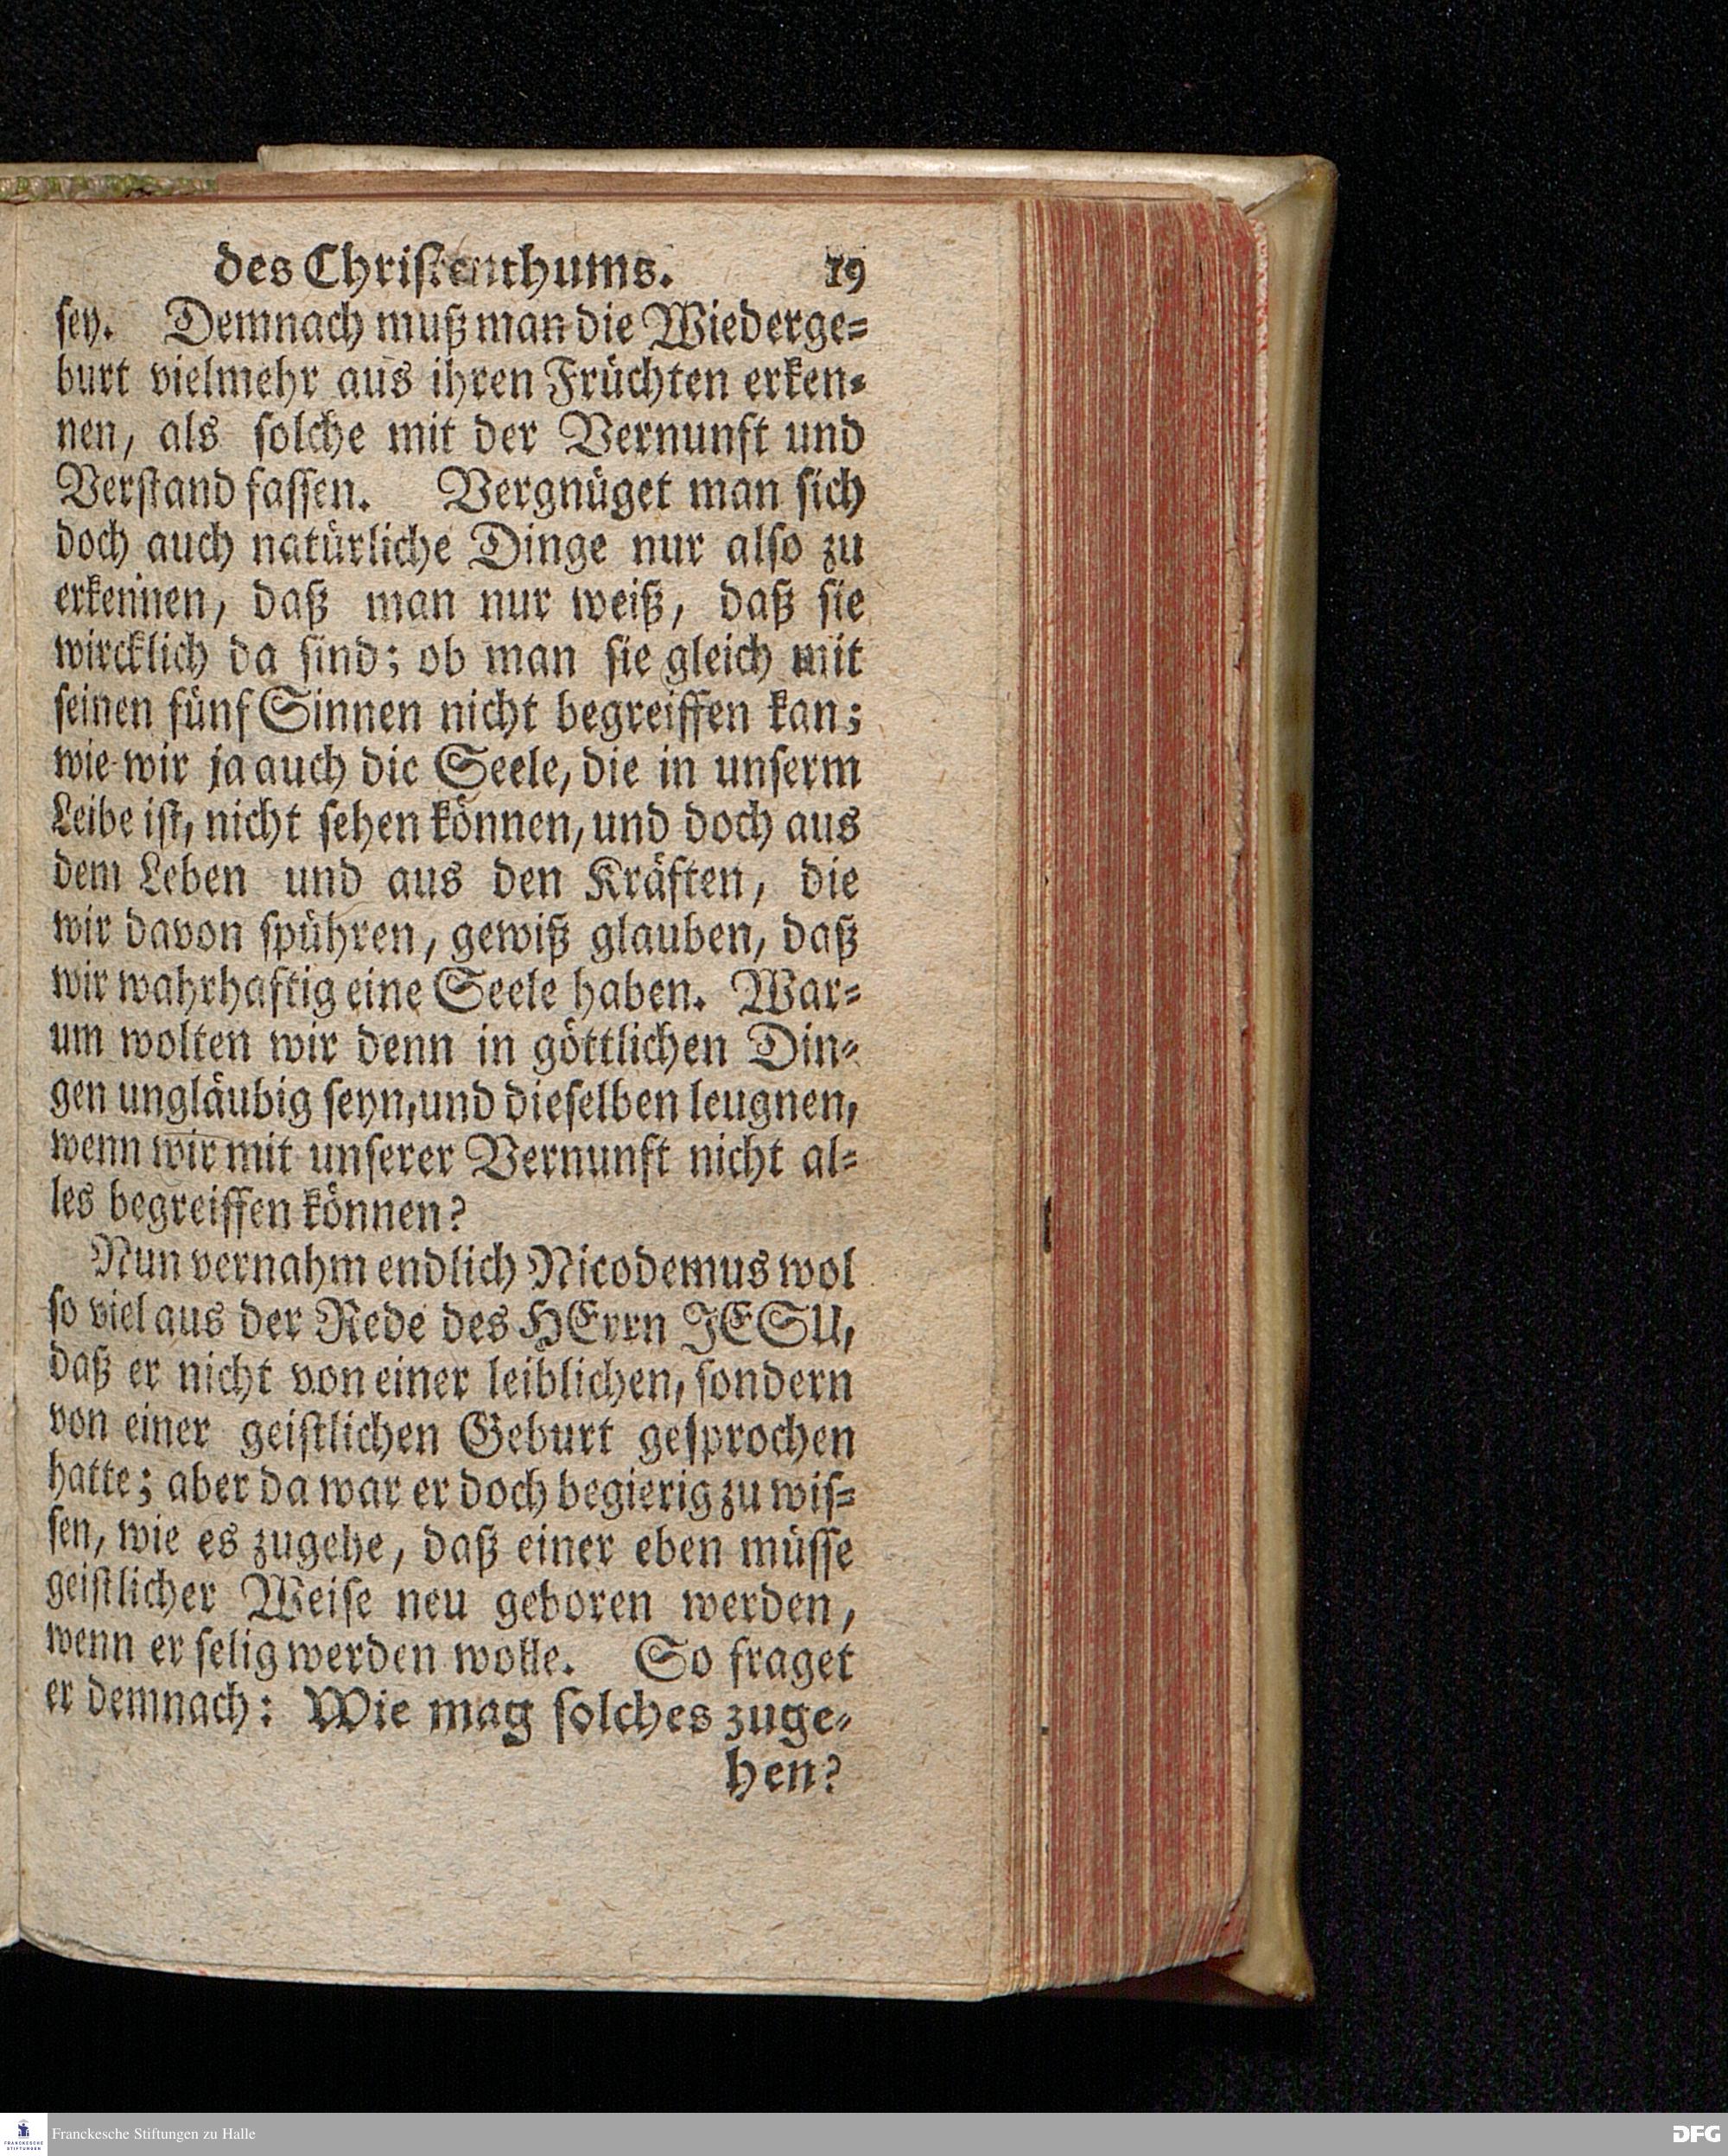 des Christenthums. 19
sey. Demnach muß man die Wiederge-
burt vielmehr aus ihren Früchten erken-
nen, als solche mit der Vernunft und
Verstand fassen. Vergnüget man sich
doch auch natürliche Dinge nur also zu
erkennen, daß man nur weiß, daß sie
wircklich da sind; ob man sie gleich mit
seinen fünf Sinnen nicht begreiffen kan;
wie wir ja auch die Seele, die in unserm
Leibe ist, nicht sehen können, und doch aus
dem Leben und aus den Kräften, die
wir davon spühren, gewiß glauben, daß
wir wahrhaftig eine Seele haben. War-
um wolten wir denn in göttlichen Din-
gen ungläubig seyn, und dieselben leugnen,
wenn wir mit unserer Vernunft nicht al-
les begreiffen können?
Nun vernahm endlich Nicodemus wol
so viel aus der Rede des HErrn JESU,
daß er nicht von einer leiblichen, sondern
von einer geistlichen Geburt gesprochen
hatte; aber da war er doch begierig zu wis-
sen, wie es zugehe, daß einer eben müsse
geistlicher Weise neu geboren werden,
wenn er selig werden wolle. So fraget
er demnach: Wie mag solches zuge-
hen?
FRANCKESCHE
STIFTUNGEN
Franckesche Stiftungen zu Halle
DFG